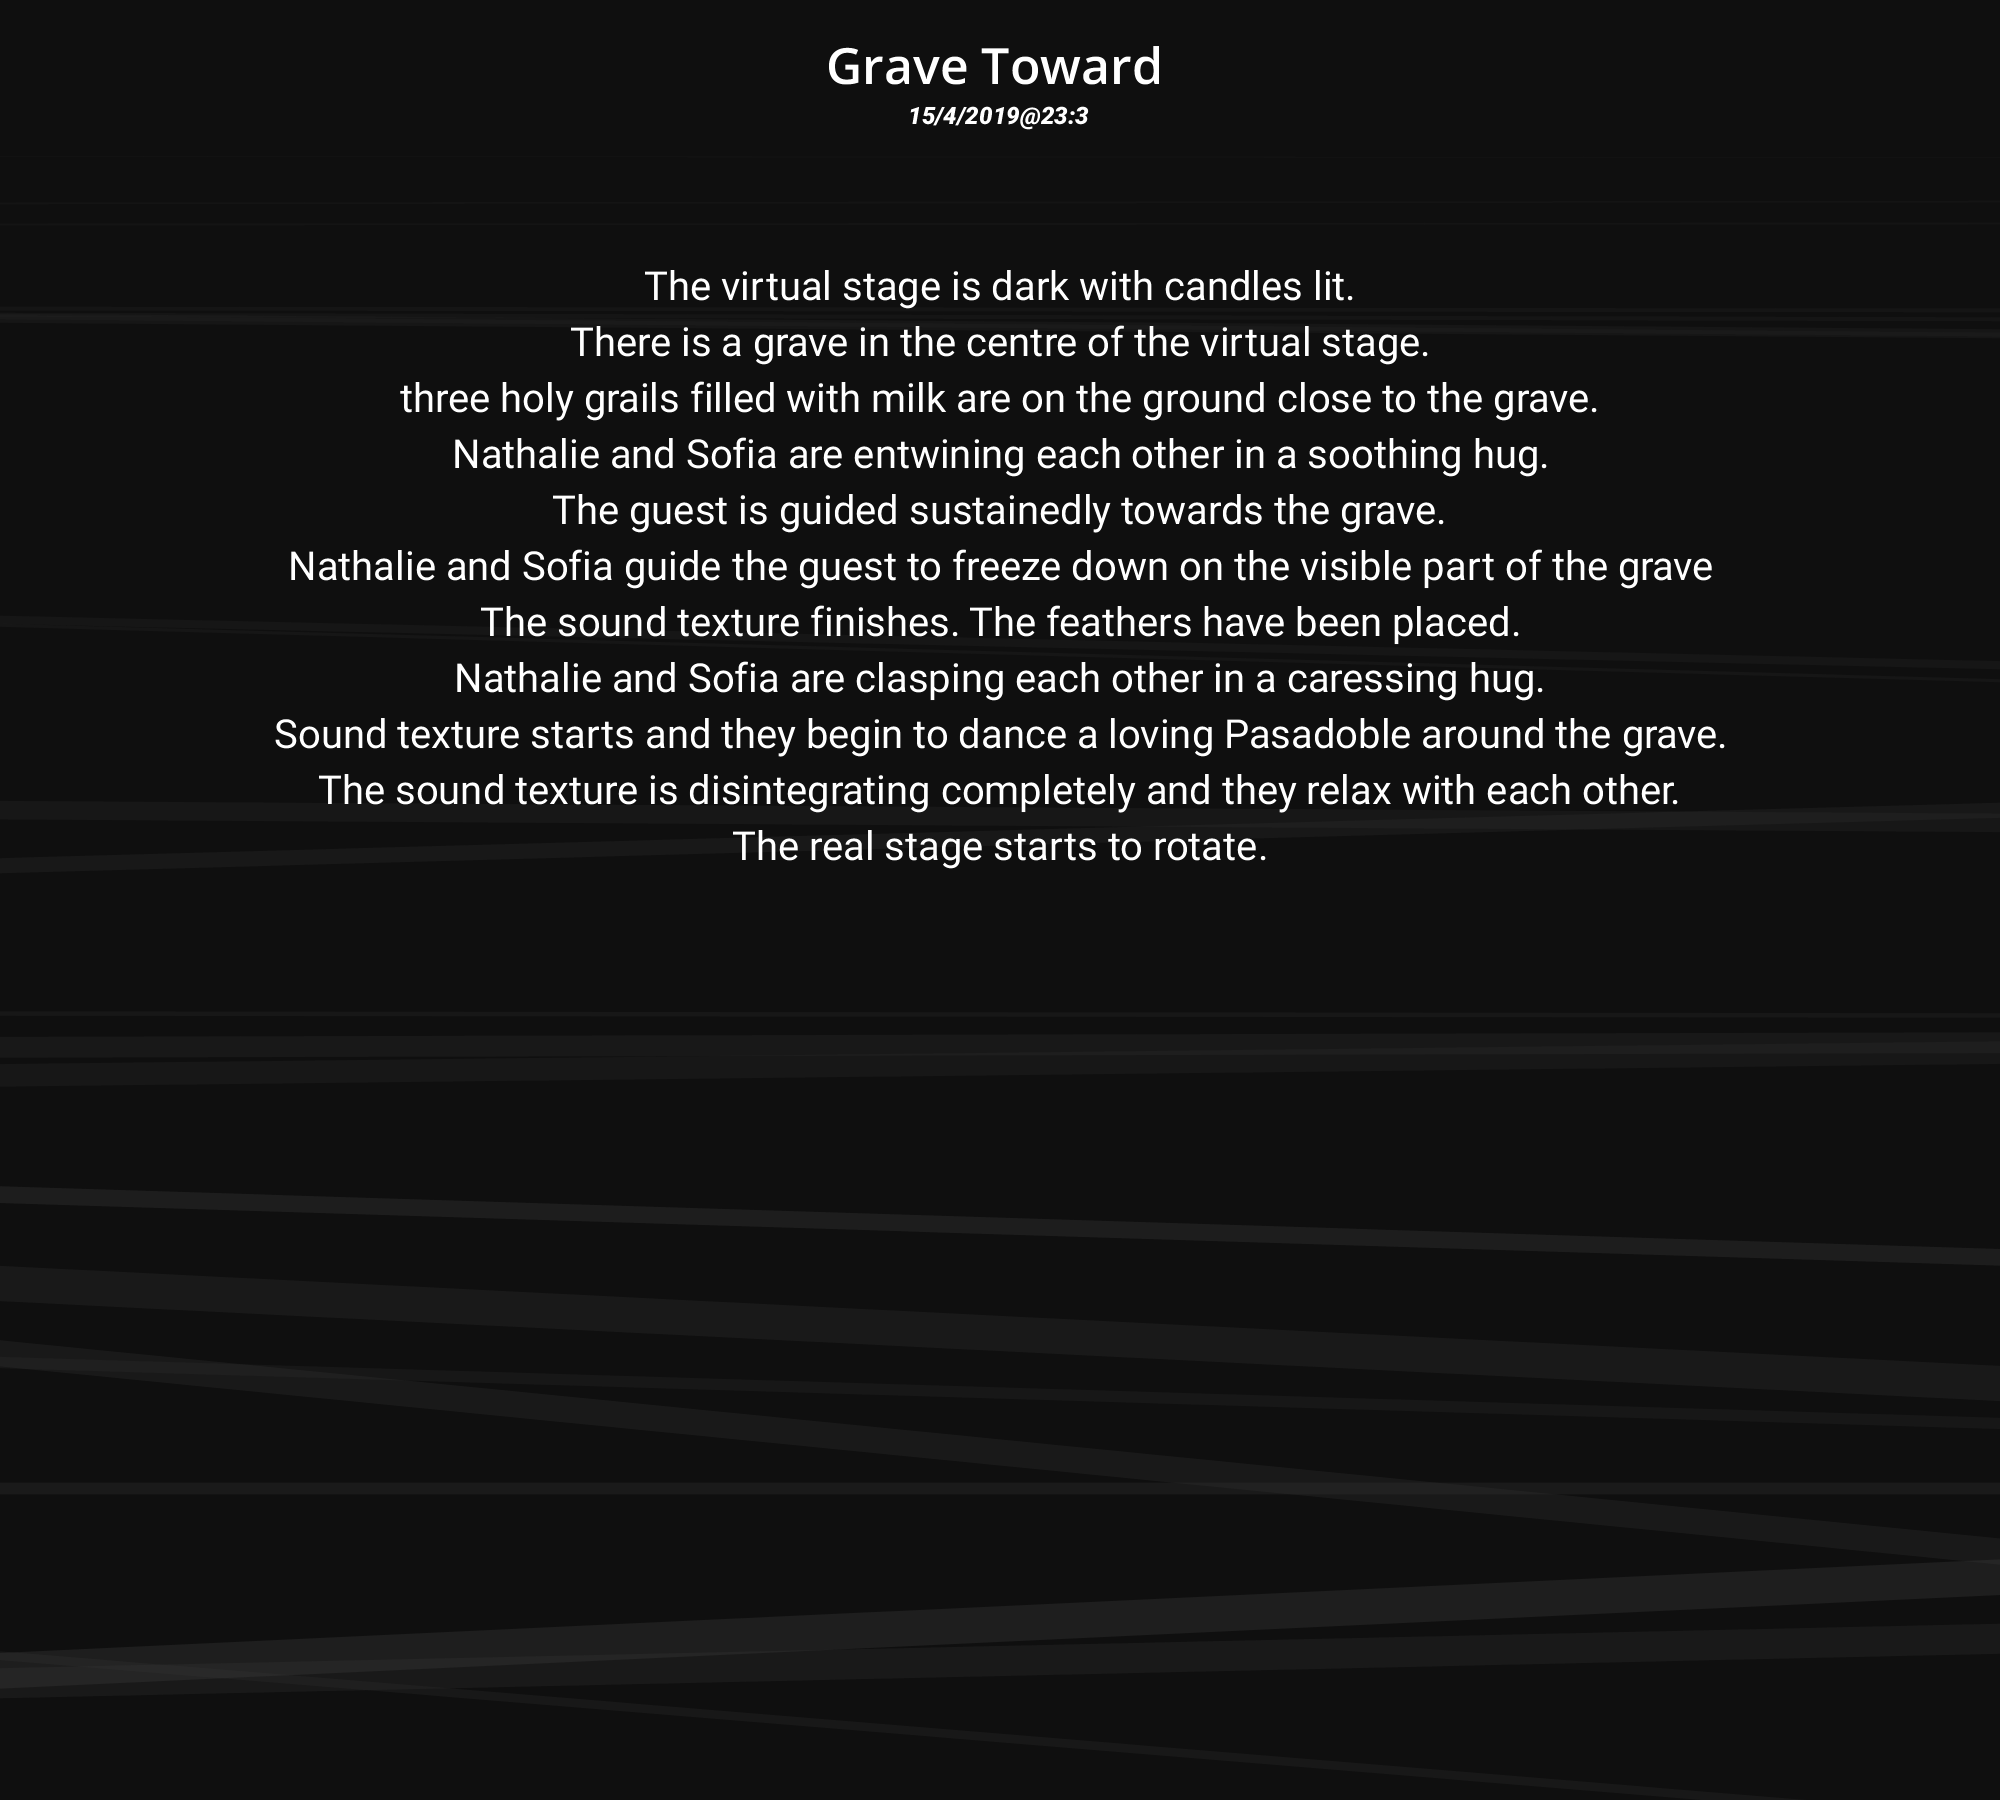 Grave Toward
15/4/2019@23:3
The virtual stage is dark with candles lit.
There is a grave in the centre of the virtual stage.
three holy grails filled with milk are on the ground close to the grave.
Nathalie and Sofia are entwining each other in a soothing hug.
The guest is guided sustainedly towards the grave.
Nathalie and Sofia guide the guest to freeze down on the visible part of the grave
The sound texture finishes. The feathers have been placed.
Nathalie and Sofia are clasping each other in a caressing hug.
Sound texture starts and they begin to dance a loving Pasadoble around the grave.
The sound texture is disintegrating completely and they relax with each other.
The real stage starts to rotate.